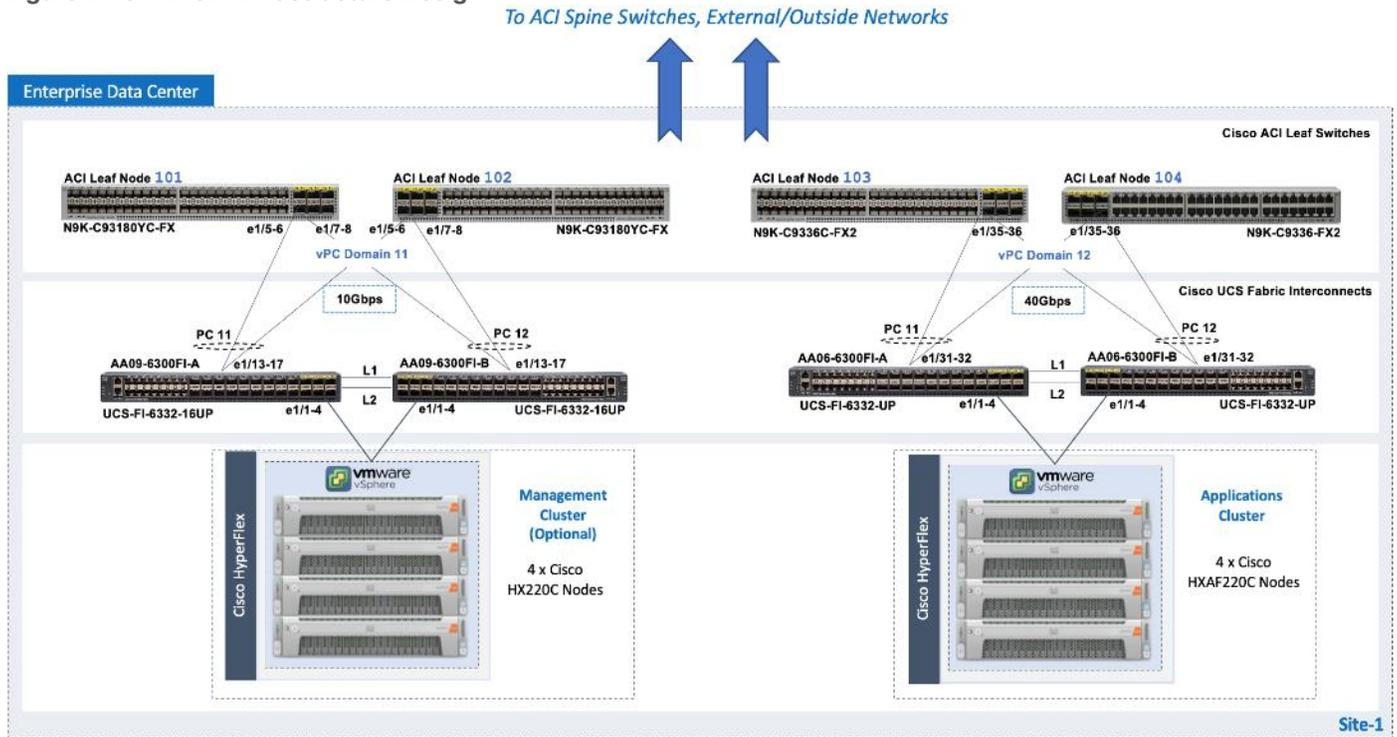 To ACI Spine Switches, External/Outside Networks
Enterprise Data Center
Cisco ACI Leaf Switches
ACI Leaf Node 101
ACI Leaf Node 102
ACI Leaf Node 103
ACI Leaf Node 104
N9K-C93180YC-FX
e1/5-6
e1/7-8
e1/5-6
e1/7-8
N9K-C93180YC-FX
N9K-C9336C-FX2
e1/35-36
e1/35-36
N9K-C9336-FX2
vPC Domain 11
vPC Domain 12
Cisco UCS Fabric Interconnects
10Gbps
40Gbps
PC 11
PC 12
PC 11
PC 12
AA09-6300FI-A
e1/13-17
AA09-6300FI-B
e1/13-17
AA06-6300FI-A
e1/31-32
AA06-6300FI-B
e1/31-32
L1
L2
L1
L2
UCS-FI-6332-16UP
e1/1-4
e1/1-4
UCS-FI-6332-16UP
UCS-FI-6332-UP
e1/1-4
e1/1-4
UCS-FI-6332-UP
Cisco HyperFlex
vmware
vSphere
Management
Cluster
(Optional)
4 x Cisco
HX220C Nodes
Cisco HyperFlex
vmware
vSphere
Applications
Cluster
4 x Cisco
HXAF220C Nodes
Site-1